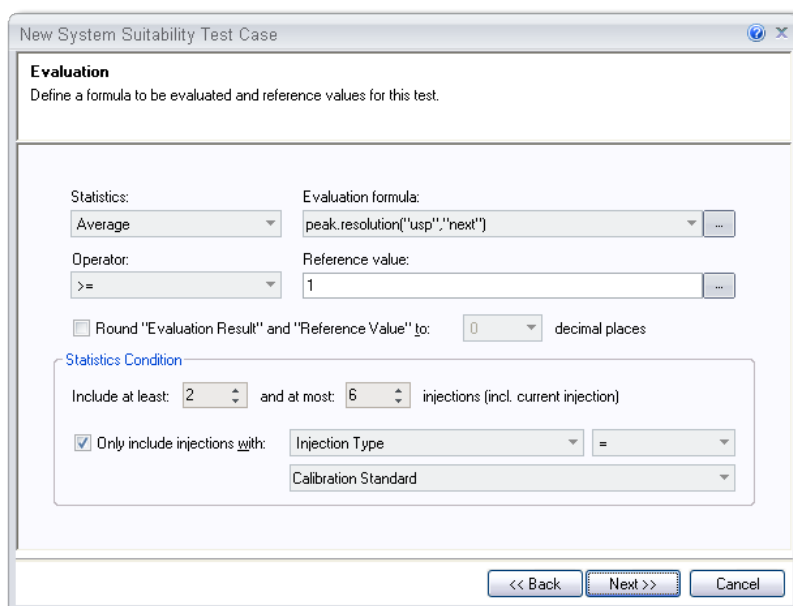 New System Suitability Test Case
Evaluation
Define a formula to be evaluated and reference values for this test.
Statistics: Evaluation formula:
Average peak.resolution("usp","next") ...
Operator: Reference value:
>= 1 ...
Round "Evaluation Result" and "Reference Value" to: 0 decimal places
Statistics Condition
Include at least: 2 and at most: 6 injections (incl. current injection)
Only include injections with: Injection Type =
Calibration Standard
<< Back Next >> Cancel